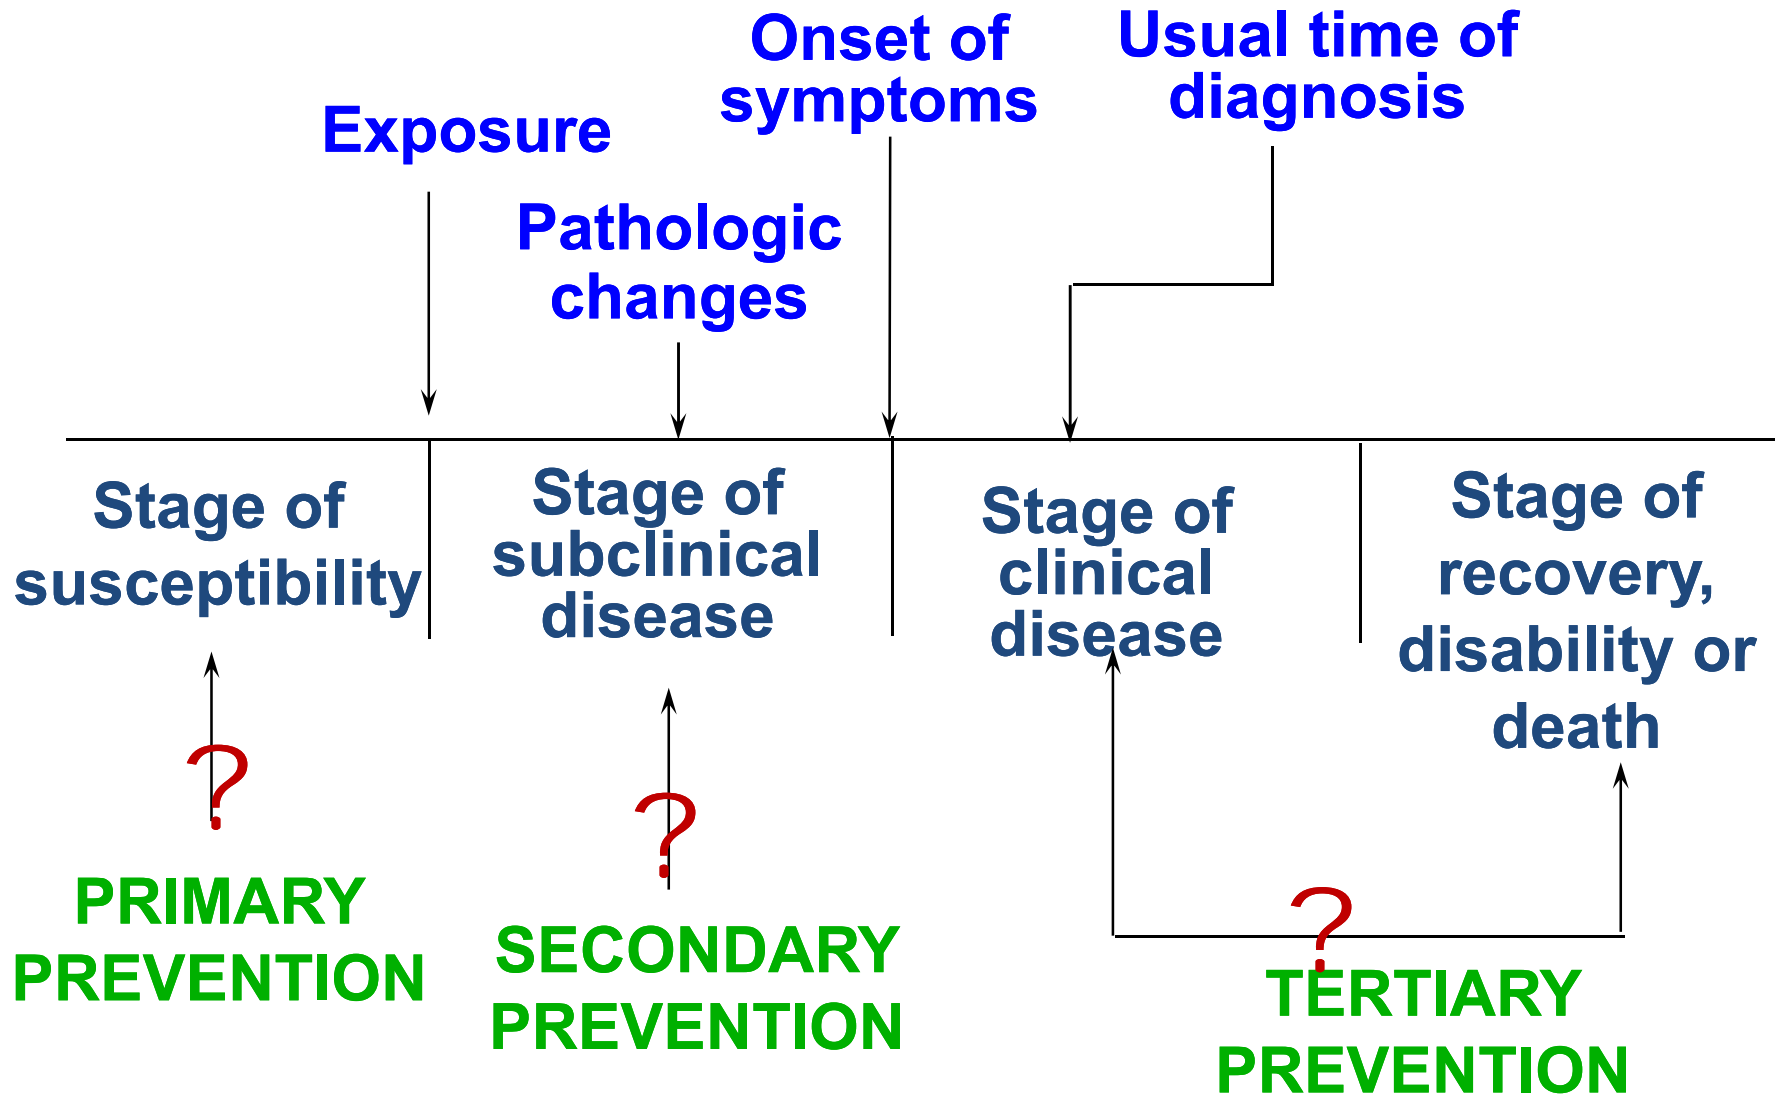 Onset of
symptoms
Usual time of
diagnosis
Exposure
Pathologic
changes
Stage of
susceptibility
Stage of
subclinical
disease
Stage of
clinical
disease
Stage of
recovery,
disability or
death
?
?
?
PRIMARY
PREVENTION
SECONDARY
PREVENTION
TERTIARY
PREVENTION